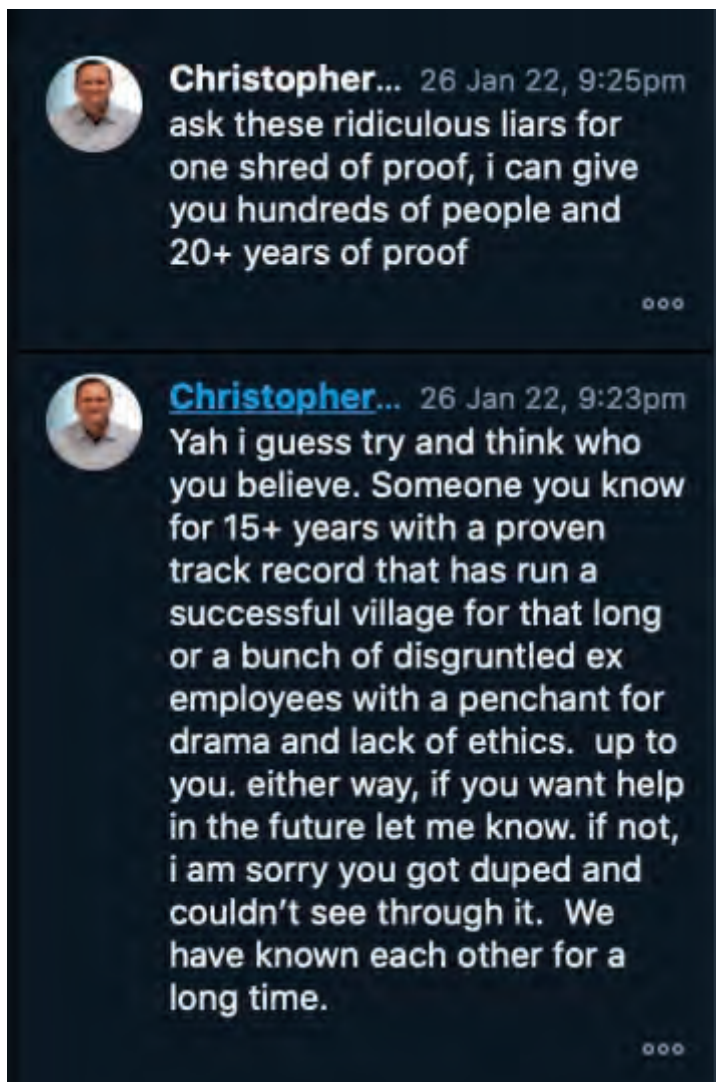 Christopher... 26 Jan 22, 9:25pm
ask these ridiculous liars for
one shred of proof, i can give
you hundreds of people and
20+ years of proof
Christopher... 26 Jan 22, 9:23pm
Yah i guess try and think who
you believe. Someone you know
for 15+ years with a proven
track record that has run a
successful village for that long
or a bunch of disgruntled ex
employees with a penchant for
drama and lack of ethics.  up to
you. either way, if you want help
in the future let me know. if not,
i am sorry you got duped and
couldn’t see through it.  We
have known each other for a
long time.